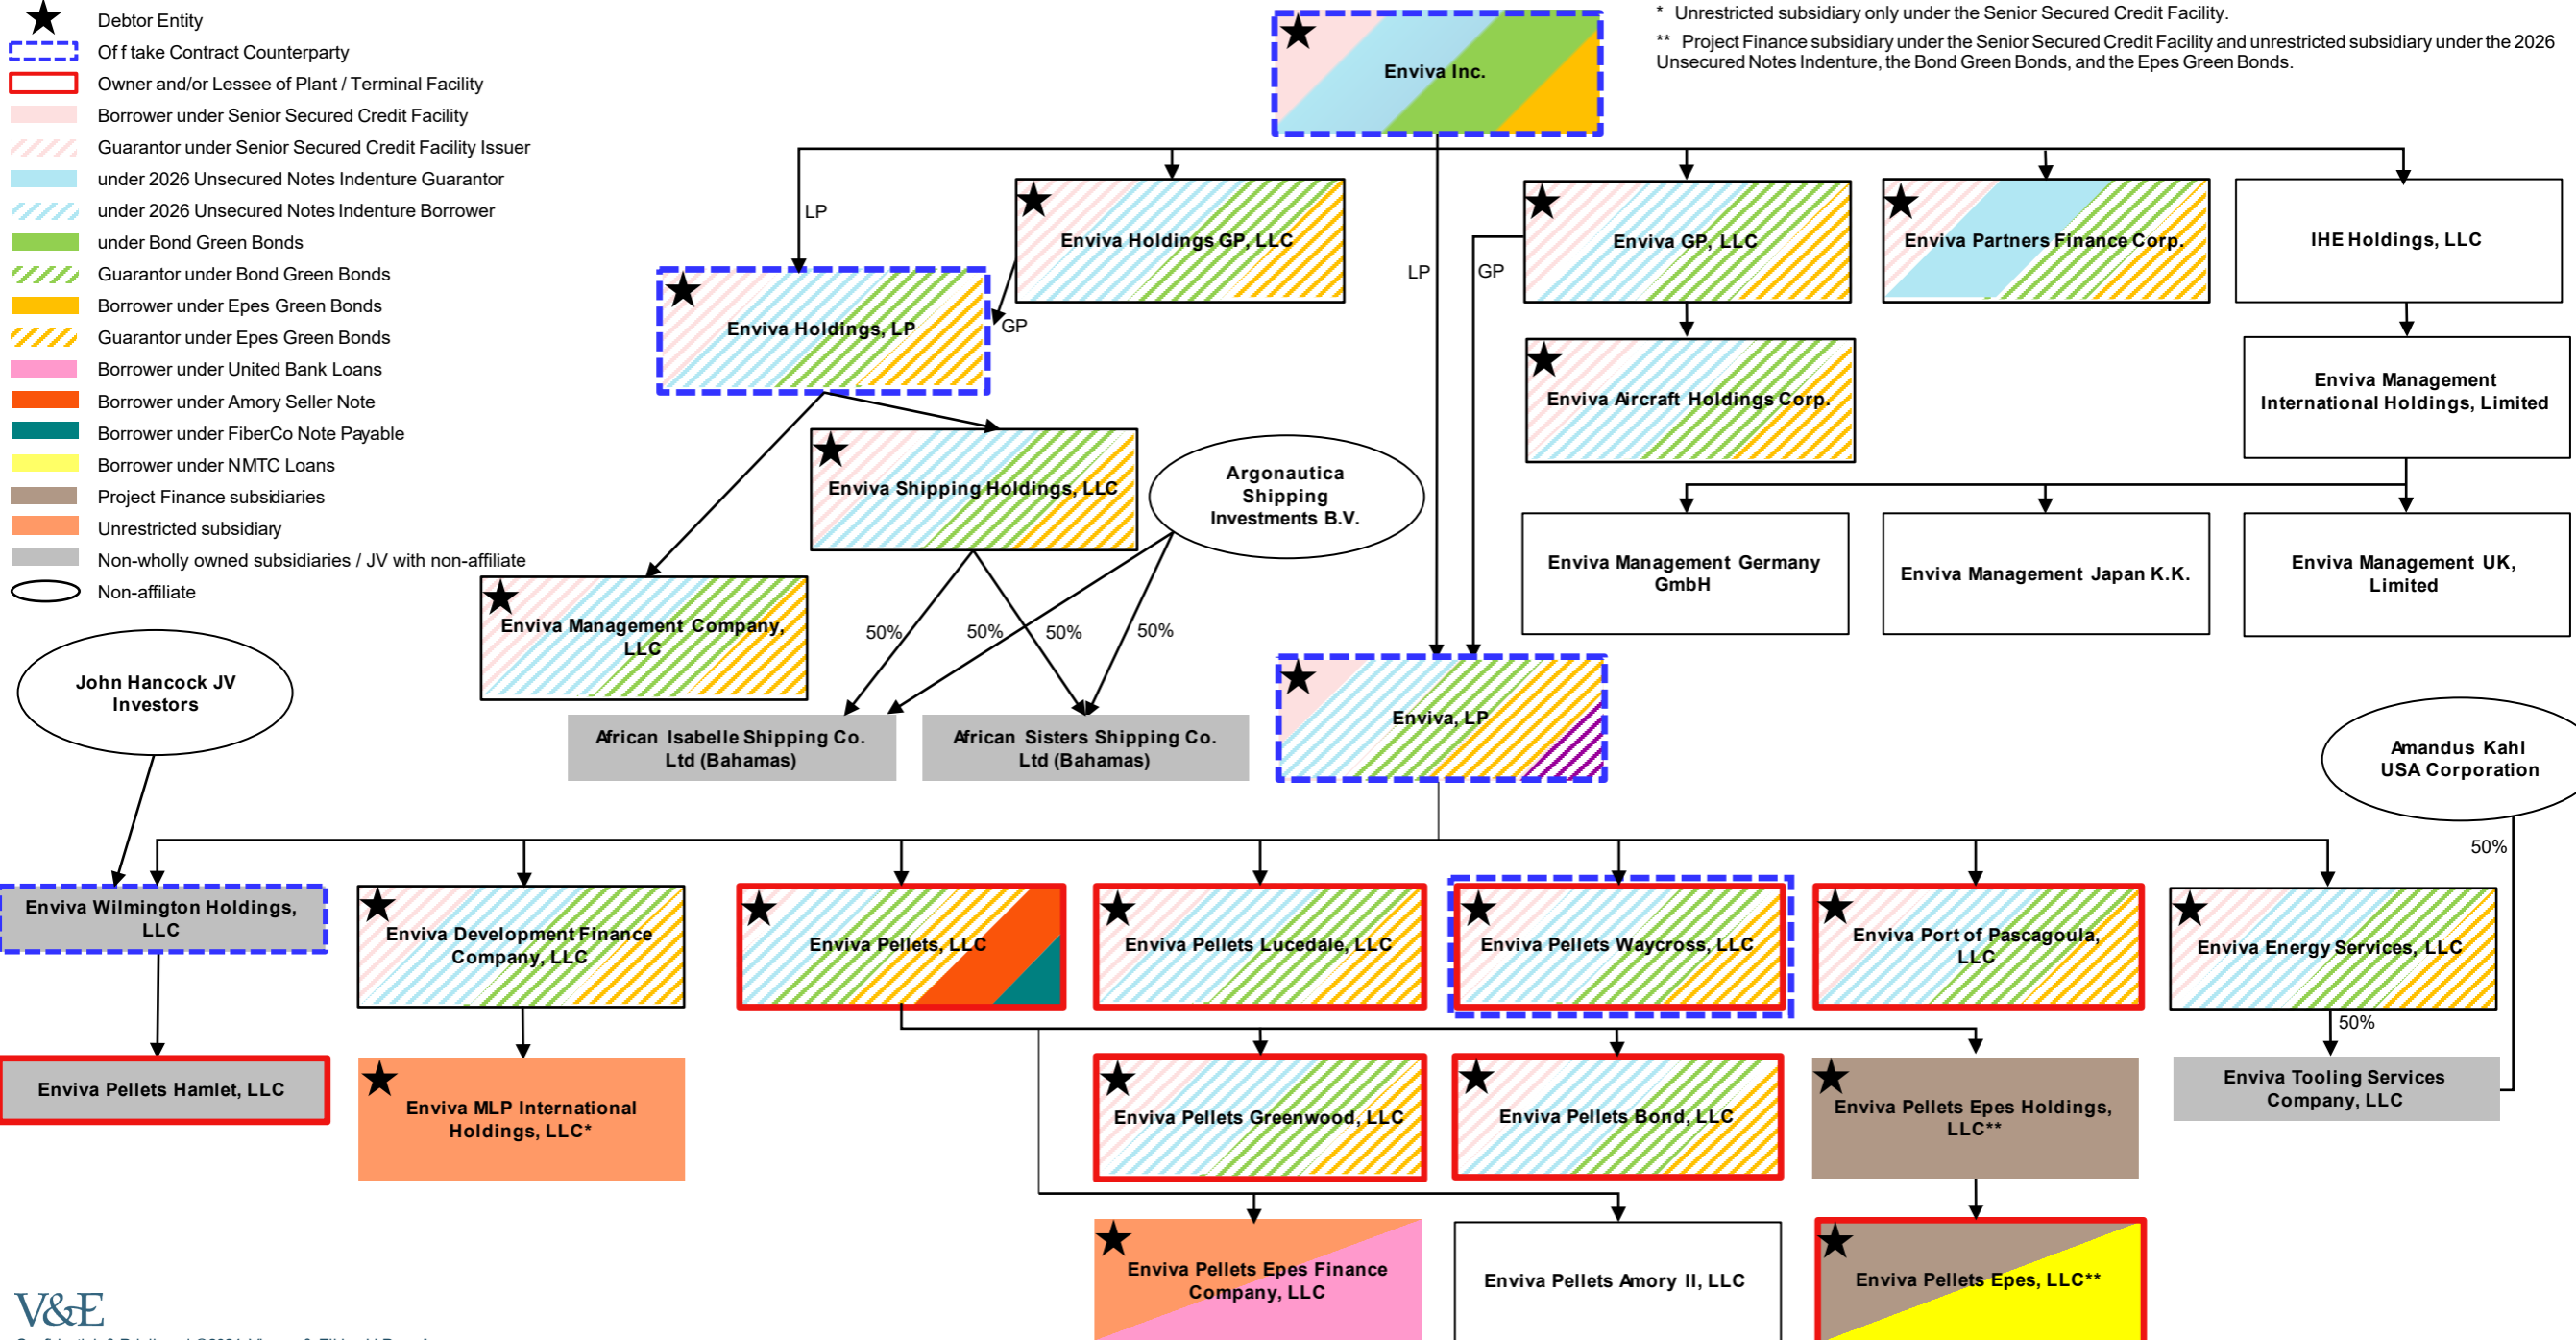 Debtor Entity
Of f take Contract Counterparty
Owner and/or Lessee of Plant / Terminal Facility
Borrower under Senior Secured Credit Facility
Guarantor under Senior Secured Credit Facility Issuer
under 2026 Unsecured Notes Indenture Guarantor
under 2026 Unsecured Notes Indenture Borrower
under Bond Green Bonds
Guarantor under Bond Green Bonds
Borrower under Epes Green Bonds
Guarantor under Epes Green Bonds
Borrower under United Bank Loans
Borrower under Amory Seller Note
Borrower under FiberCo Note Payable
Borrower under NMTC Loans
Project Finance subsidiaries
Unrestricted subsidiary
Non-wholly owned subsidiaries / JV with non-affiliate
Non-affiliate
* Unrestricted subsidiary only under the Senior Secured Credit Facility.
** Project Finance subsidiary under the Senior Secured Credit Facility and unrestricted subsidiary under the 2026
Unsecured Notes Indenture, the Bond Green Bonds, and the Epes Green Bonds.
Enviva Inc.
LP
Enviva Holdings GP, LLC
Enviva GP, LLC
Enviva Partners Finance Corp.
IHE Holdings, LLC
LP
GP
Enviva Holdings, LP
GP
Enviva Aircraft Holdings Corp.
Enviva Management
International Holdings, Limited
Enviva Shipping Holdings, LLC
Argonautica
Shipping
Investments B.V.
Enviva Management Germany
GmbH
Enviva Management Japan K.K.
Enviva Management UK,
Limited
Enviva Management Company,
LLC
50%
50%
50%
50%
John Hancock JV
Investors
African Isabelle Shipping Co.
Ltd (Bahamas)
African Sisters Shipping Co.
Ltd (Bahamas)
Enviva, LP
Amandus Kahl
USA Corporation
50%
Enviva Wilmington Holdings,
LLC
Enviva Development Finance
Company, LLC
Enviva Pellets, LLC
Enviva Pellets Lucedale, LLC
Enviva Pellets Waycross, LLC
Enviva Port of Pascagoula,
LLC
Enviva Energy Services, LLC
50%
Enviva Pellets Hamlet, LLC
Enviva MLP International
Holdings, LLC*
Enviva Pellets Greenwood, LLC
Enviva Pellets Bond, LLC
Enviva Pellets Epes Holdings,
LLC**
Enviva Tooling Services
Company, LLC
Enviva Pellets Epes Finance
Company, LLC
Enviva Pellets Amory II, LLC
Enviva Pellets Epes, LLC**
V&E